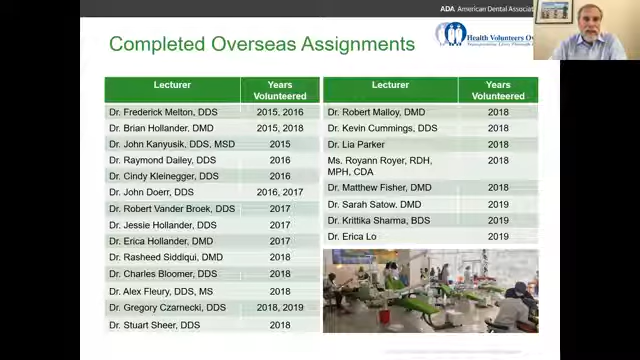 ADA American Dental Associa
Health Volunteers Ov
Completed Overseas Assignments
Lecturer Years Volunteered
Dr. Frederick Melton, DDS 2015, 2016
Dr. Brian Hollander, DMD 2015, 2018
Dr. John Kanyusik, DDS, MSD 2015
Dr. Raymond Dailey, DDS 2016
Dr. Cindy Kleinegger, DDS 2016
Dr. John Doerr, DDS 2016, 2017
Dr. Robert Vander Broek, DDS 2017
Dr. Jessie Hollander, DDS 2017
Dr. Erica Hollander, DMD 2017
Dr. Rasheed Siddiqui, DMD 2018
Dr. Charles Bloomer, DDS 2018
Dr. Alex Fleury, DDS, MS 2018
Dr. Gregory Czarnecki, DDS 2018, 2019
Dr. Stuart Sheer, DDS 2018
Lecturer Years Volunteered
Dr. Robert Malloy, DMD 2018
Dr. Kevin Cummings, DDS 2018
Dr. Lia Parker 2018
Ms. Royann Royer, RDH, 2018
MPH, CDA
Dr. Matthew Fisher, DMD 2018
Dr. Sarah Satow, DMD 2019
Dr. Krittika Sharma, BDS 2019
Dr. Erica Lo 2019